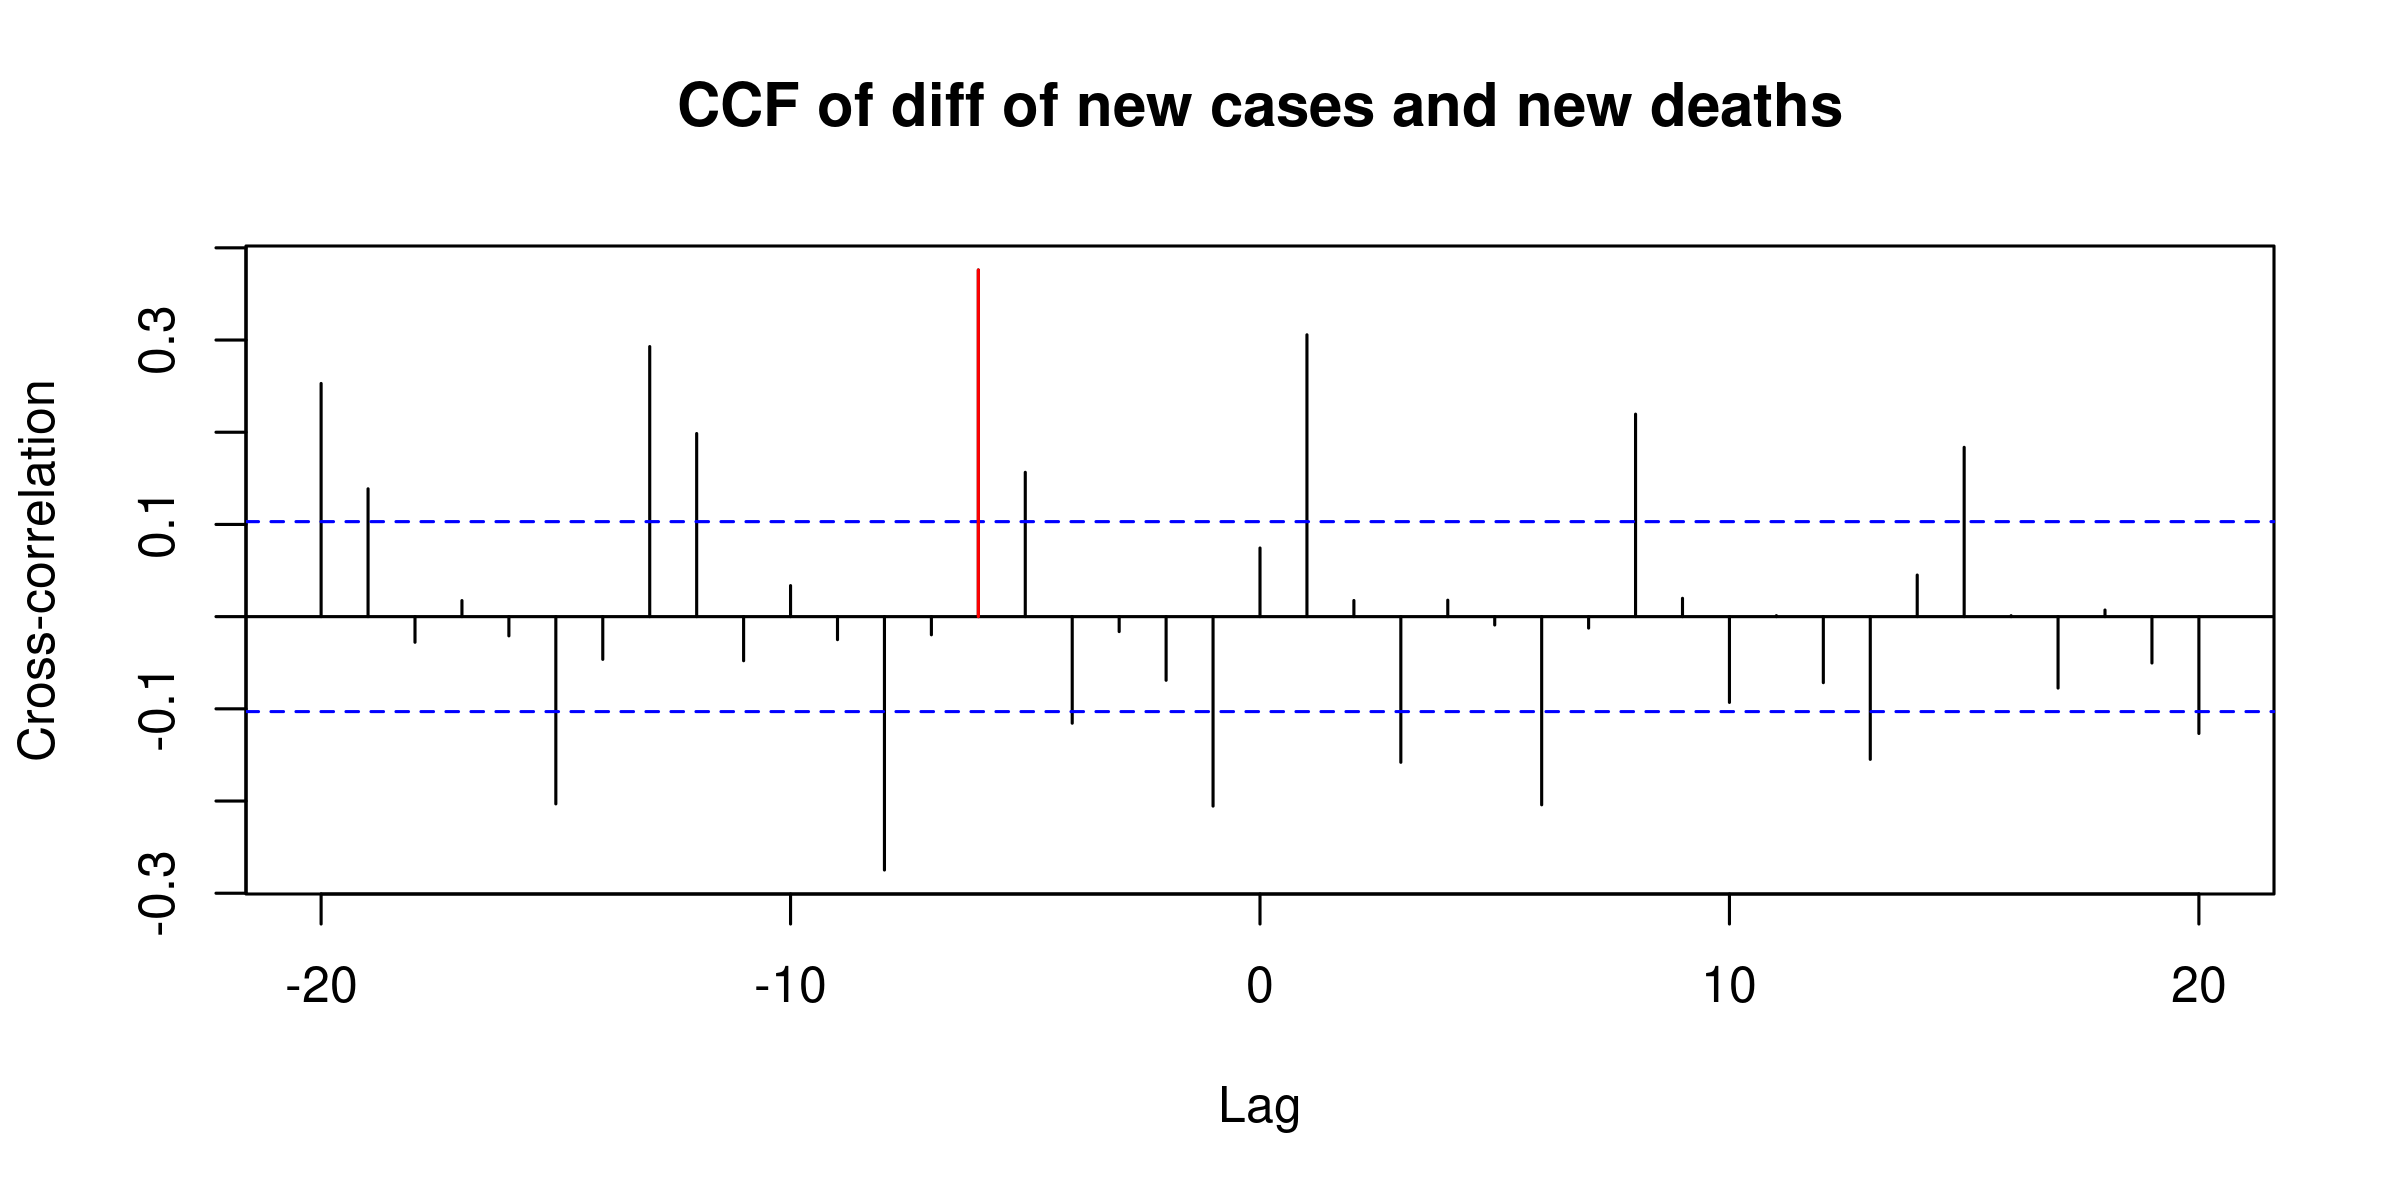 CCF of diff of new cases and new deaths
Cross-correlation
0.3
0.1
-0.1
-0.3
-20 -10 0 10 20
Lag